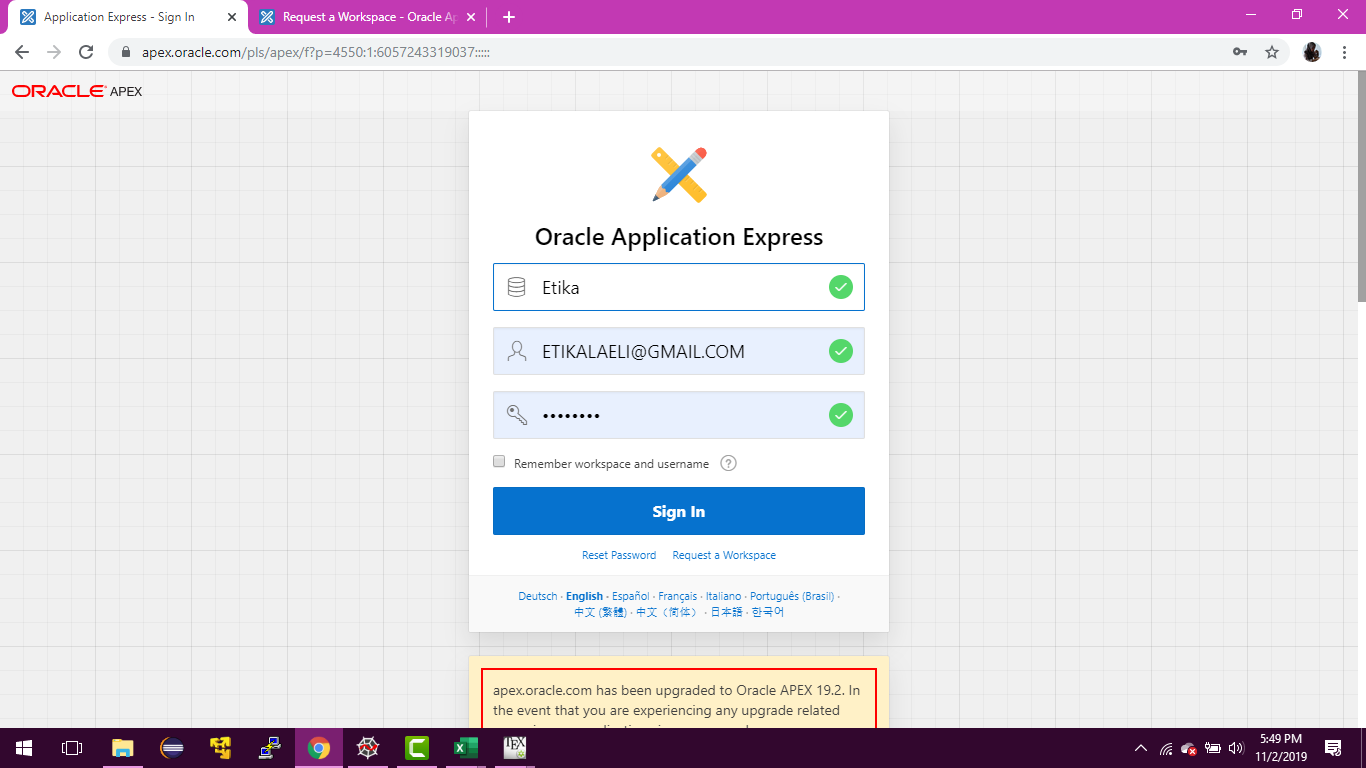 Application Express - Sign In
Request a Workspace - Oracle Ap
apex.oracle.com/pls/apex/f?p=4550:1:6057243319037:::::
ORACLE APEX
Oracle Application Express
Etika
ETIKALAELI@GMAIL.COM
Remember workspace and username ?
Sign In
Reset Password Request a Workspace
Deutsch · English · Español · Français · Italiano · Português (Brasil) ·
中文 (繁體) · 中文（简体） · 日本語 · 한국어
apex.oracle.com has been upgraded to Oracle APEX 19.2. In
the event that you are experiencing any upgrade related
5:49 PM
11/2/2019